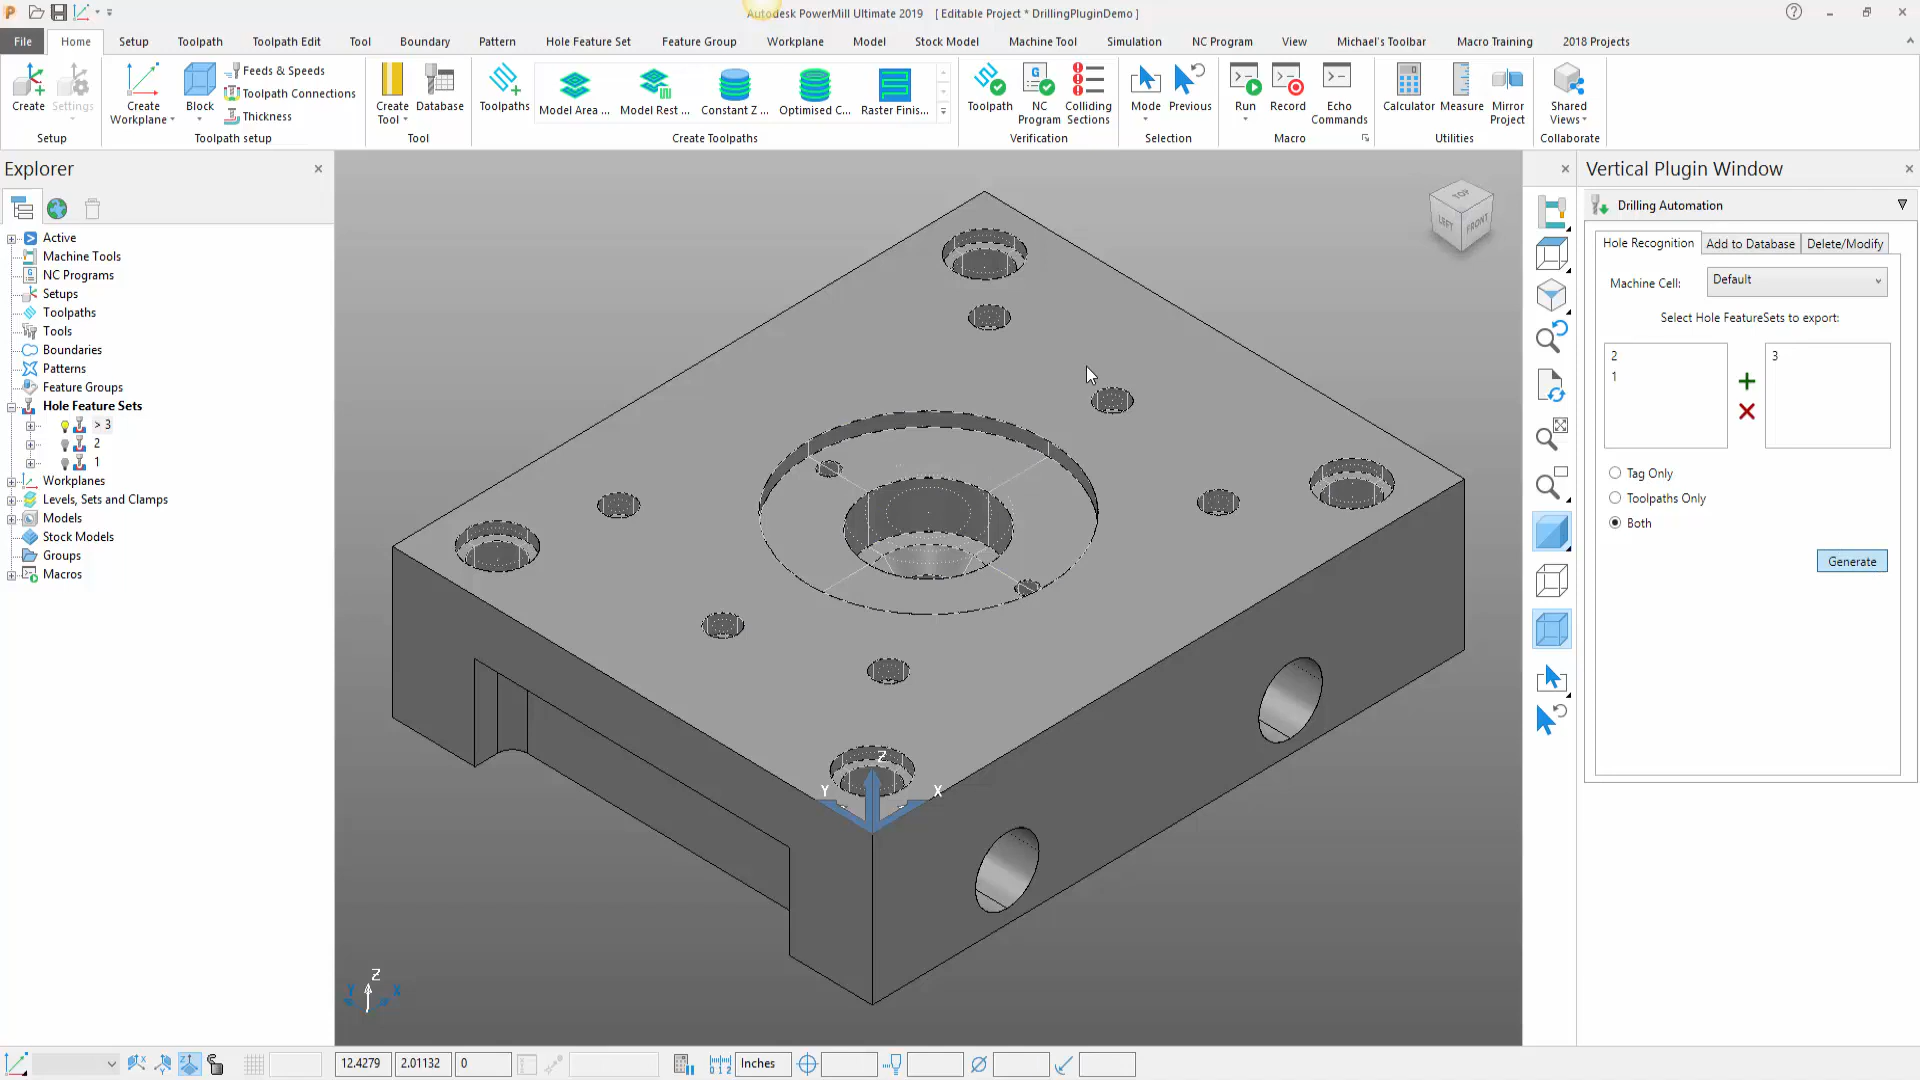 Autodesk PowerMill Ultimate 2019 [ Editable Project * DrillingPluginDemo ]
File Home Setup Toolpath Toolpath Edit Tool Boundary Pattern Hole Feature Set Feature Group Workplane Model Stock Model Machine Tool Simulation NC Program View Michael's Toolbar Macro Training 2018 Projects
Create
Settings
Setup
Create
Workplane
Block
Feeds & Speeds
Toolpath Connections
Thickness
Toolpath setup
Create
Tool
Database
Tool
Toolpaths
Model Area ...
Model Rest ...
Constant Z ...
Optimised C...
Raster Finis...
Create Toolpaths
Toolpath
NC
Program
Colliding
Sections
Verification
Mode
Previous
Selection
Run
Record
Echo
Commands
Macro
Calculator
Measure
Mirror
Project
Utilities
Shared
Views
Collaborate
Explorer
Active
Machine Tools
NC Programs
Setups
Toolpaths
Tools
Boundaries
Patterns
Feature Groups
Hole Feature Sets
> 3
2
1
Workplanes
Levels, Sets and Clamps
Models
Stock Models
Groups
Macros
TOP
LEFT
FRONT
Z
Y
X
Z
Y
X
Vertical Plugin Window
Drilling Automation
Hole Recognition Add to Database Delete/Modify
Machine Cell: Default
Select Hole FeatureSets to export:
2
1
3
Tag Only
Toolpaths Only
Both
Generate
12.4279 2.01132 0 Inches